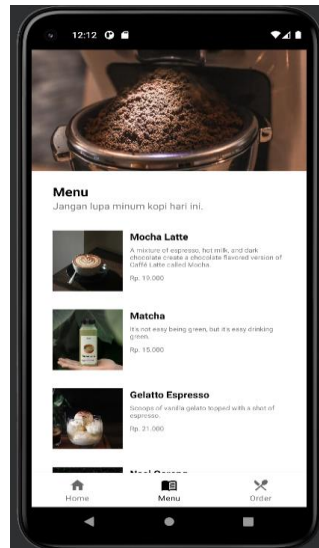 12:12
Menu
Jangan lupa minum kopi hari ini.
Mocha Latte
A mixture of espresso, hot milk, and dark
chocolate create a chocolate flavored version of
Caffé Latte called Mocha.
Rp. 19.000
Matcha
It's not easy being green, but it's easy drinking
green.
Rp. 15.000
Gelatto Espresso
Scoops of vanilla gelato topped with a shot of
espresso.
Rp. 21.000
Home
Menu
Order